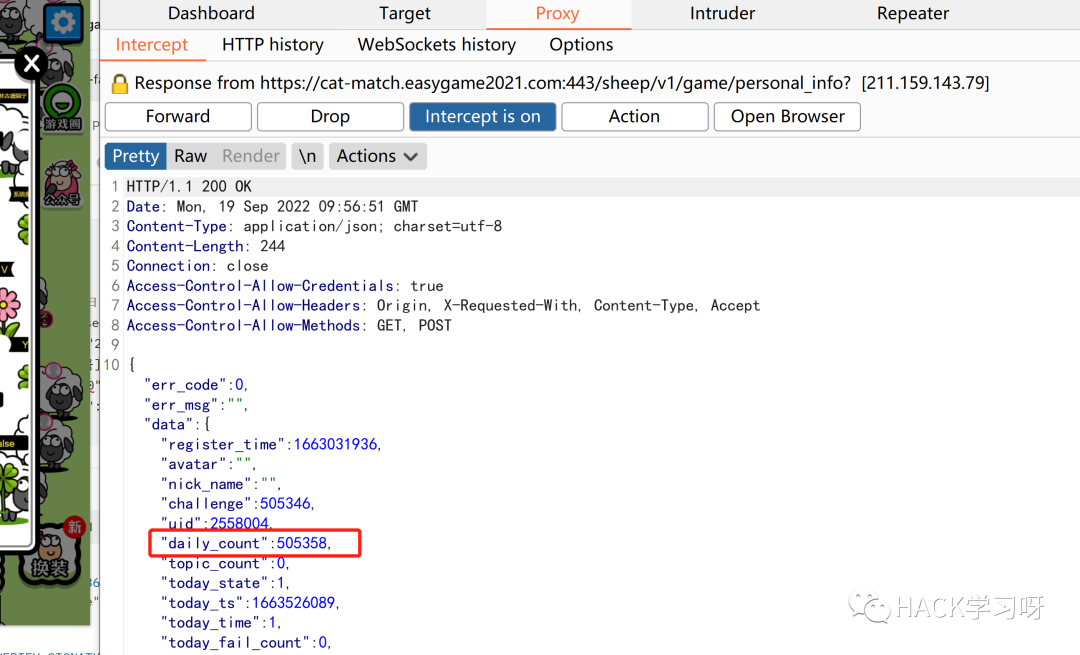 Dashboard Target Proxy Intruder Repeater
Intercept HTTP history WebSockets history Options
Response from https://cat-match.easygame2021.com:443/sheep/v1/game/personal_info? [211.159.143.79]
Forward Drop Intercept is on Action Open Browser
Pretty Raw Render \n Actions
1 HTTP/1.1 200 OK
2 Date: Mon, 19 Sep 2022 09:56:51 GMT
3 Content-Type: application/json; charset=utf-8
4 Content-Length: 244
5 Connection: close
6 Access-Control-Allow-Credentials: true
7 Access-Control-Allow-Headers: Origin, X-Requested-With, Content-Type, Accept
8 Access-Control-Allow-Methods: GET, POST
9
10 {
"err_code":0,
"err_msg":"",
"data":{
"register_time":1663031936,
"avatar":"",
"nick_name":"",
"challenge":505346,
"uid":2558004,
"daily_count":505358,
"topic_count":0,
"today_state":1,
"today_ts":1663526089,
"today_time":1,
"today_fail_count":0,
游戏圈
公众号
新
换装
HACK学习呀